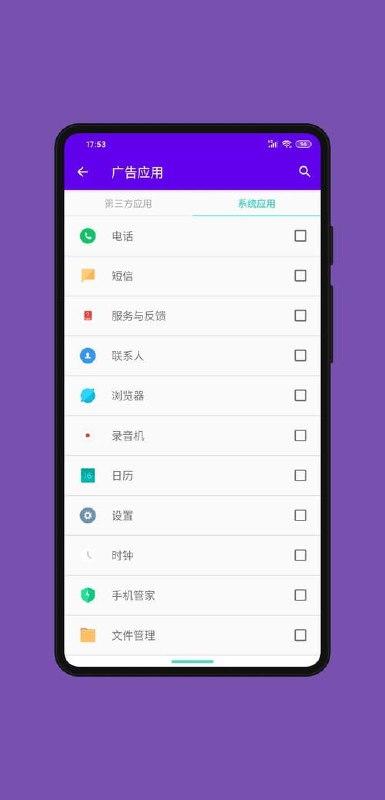 17:53
广告应用
第三方应用
系统应用
电话
短信
服务与反馈
联系人
浏览器
录音机
日历
设置
时钟
手机管家
文件管理